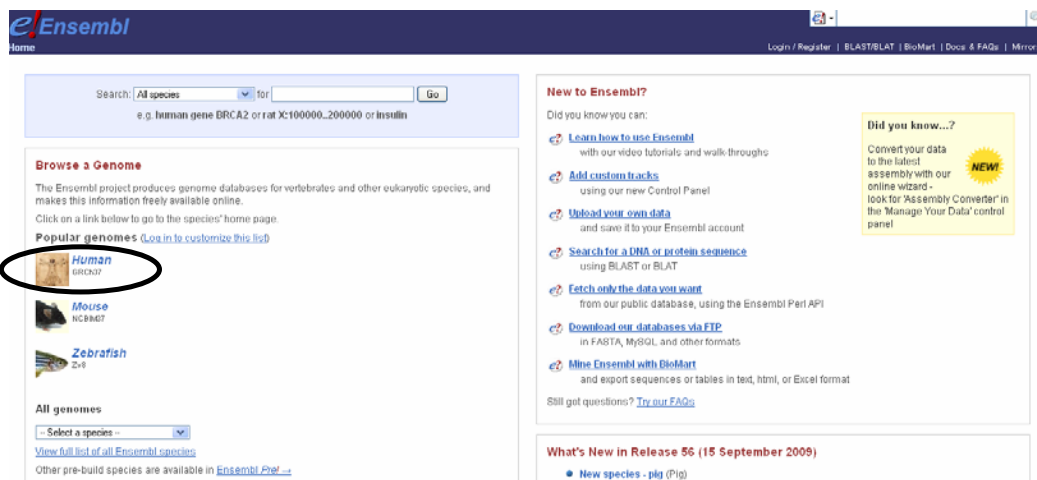 e!Ensembl
Home
Login / Register | BLAST/BLAT | BioMart | Docs & FAQs | Mirror
Search: All species for Go
e.g. human gene BRCA2 or rat X:100000..200000 or insulin
Browse a Genome
The Ensembl project produces genome databases for vertebrates and other eukaryotic species, and
makes this information freely available online.
Click on a link below to go to the species' home page.
Popular genomes (Log in to customize this list)
Human
GRCh37
Mouse
NCBIM37
Zebrafish
Zv8
All genomes
-- Select a species --
View full list of all Ensembl species
Other pre-build species are available in Ensembl Pre! →
New to Ensembl?
Did you know you can:
Learn how to use Ensembl
with our video tutorials and walk-throughs
Add custom tracks
using our new Control Panel
Upload your own data
and save it to your Ensembl account
Search for a DNA or protein sequence
using BLAST or BLAT
Fetch only the data you want
from our public database, using the Ensembl Perl API
Download our databases via FTP
in FASTA, MySQL and other formats
Mine Ensembl with BioMart
and export sequences or tables in text, html, or Excel format
Still got questions? Try our FAQs
Did you know...?
Convert your data
to the latest
assembly with our
online wizard -
look for 'Assembly Converter' in
the 'Manage Your Data' control
panel
NEW!
What's New in Release 56 (15 September 2009)
New species - pig (Pig)